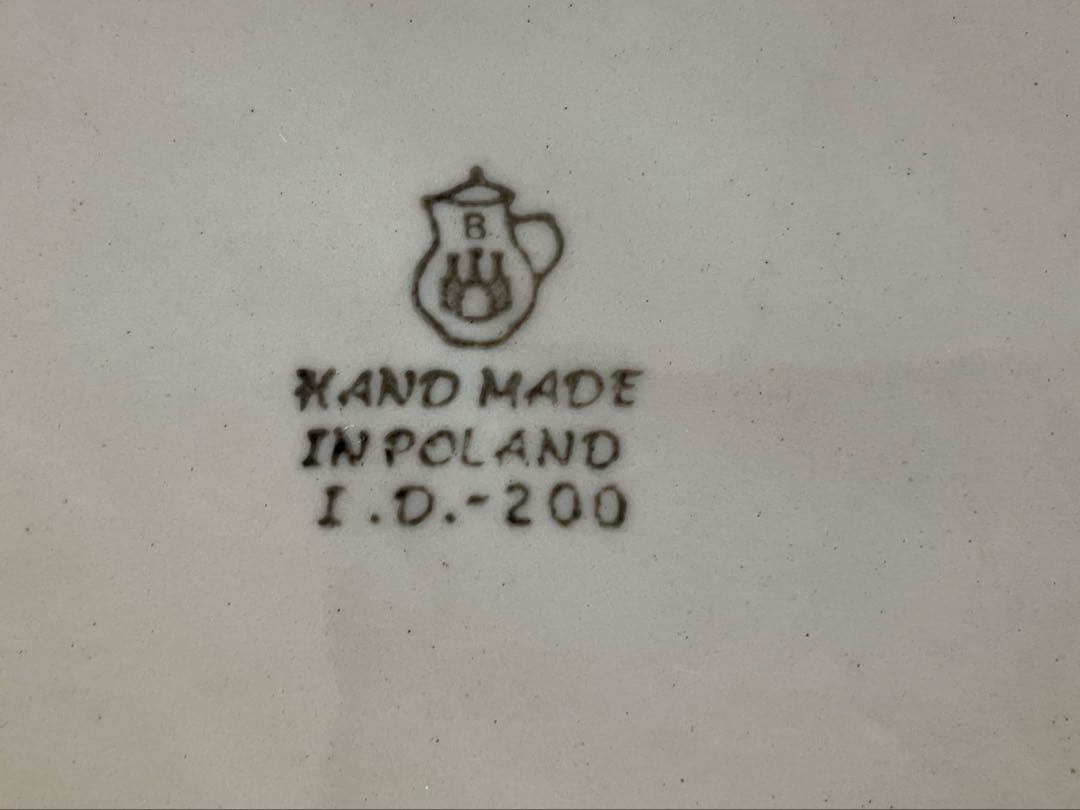 B
HAND MADE
IN POLAND
I.D.-200